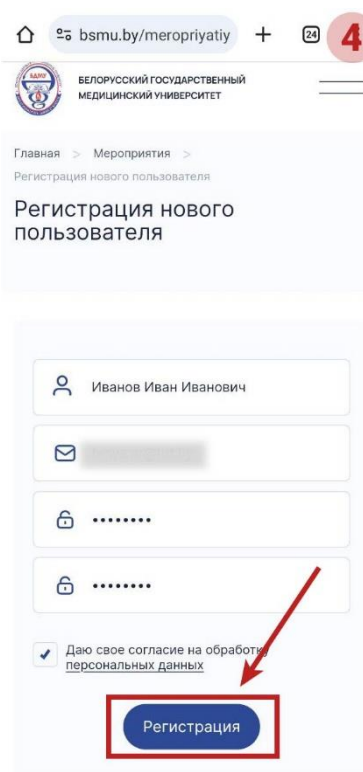 bsmu.by/meropriyatiy
24
4
БЕЛОРУССКИЙ ГОСУДАРСТВЕННЫЙ
МЕДИЦИНСКИЙ УНИВЕРСИТЕТ
Главная > Мероприятия >
Регистрация нового пользователя
Регистрация нового
пользователя
Иванов Иван Иванович
••••••••
••••••••
Даю свое согласие на обработку
персональных данных
Регистрация